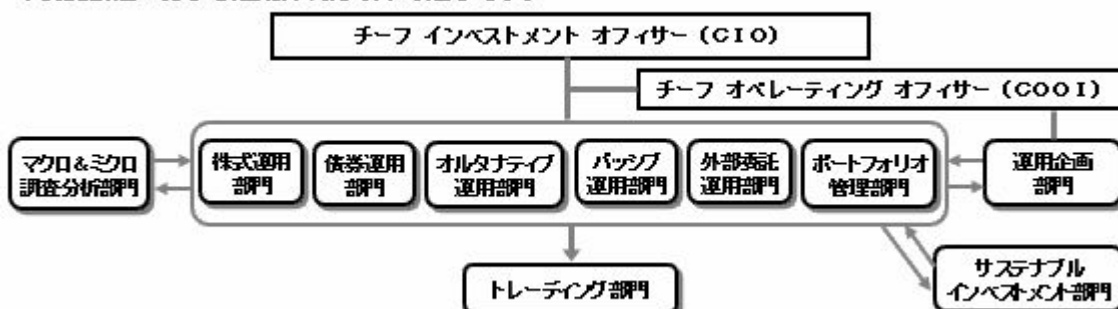 チーフ インベストメント オフィサー (CIO)
チーフ オペレーティング オフィサー (COOI)
マクロ&ミクロ
調査分析部門
株式運用
部門
債券運用
部門
オルタナティブ
運用部門
パッシブ
運用部門
外部委託
運用部門
ポートフォリオ
管理部門
運用企画
部門
トレーディング部門
サステナブル
インベストメント部門